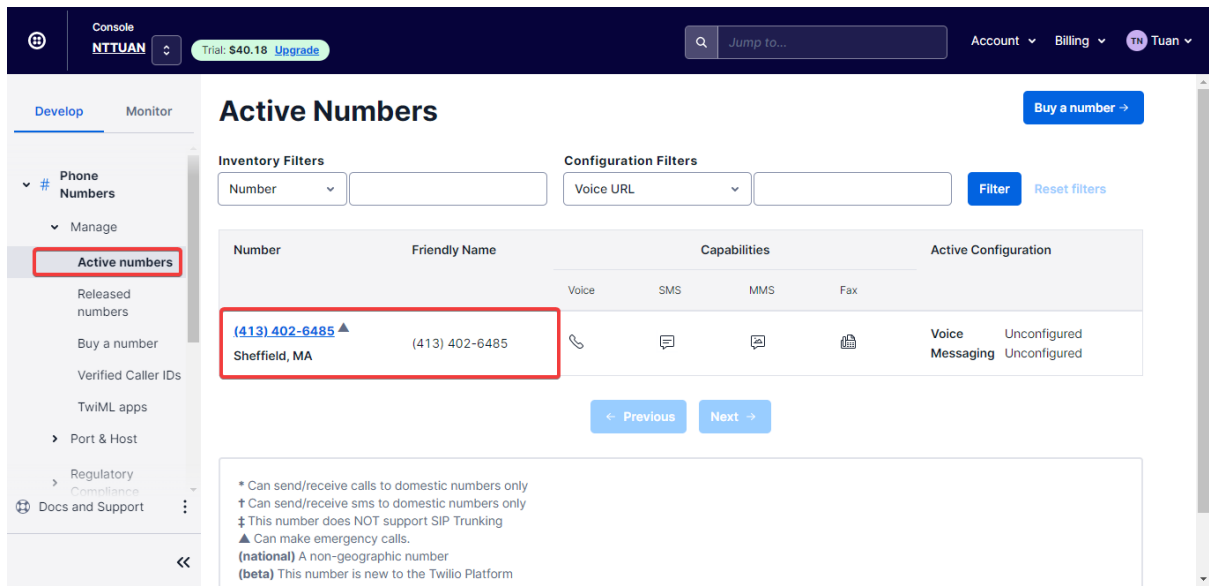 Console
NTTUAN
Trial: $40.18 Upgrade
Jump to...
Account
Billing
TN Tuan
Develop
Monitor
# Phone
Numbers
Manage
Active numbers
Released
numbers
Buy a number
Verified Caller IDs
TwiML apps
Port & Host
Regulatory
Compliance
Docs and Support
Active Numbers
Buy a number →
Inventory Filters
Configuration Filters
Number
Voice URL
Filter
Reset filters
Number
Friendly Name
Capabilities
Active Configuration
Voice
SMS
MMS
Fax
(413) 402-6485 ▲
Sheffield, MA
(413) 402-6485
Voice Unconfigured
Messaging Unconfigured
← Previous
Next →
* Can send/receive calls to domestic numbers only
† Can send/receive sms to domestic numbers only
‡ This number does NOT support SIP Trunking
▲ Can make emergency calls.
(national) A non-geographic number
(beta) This number is new to the Twilio Platform